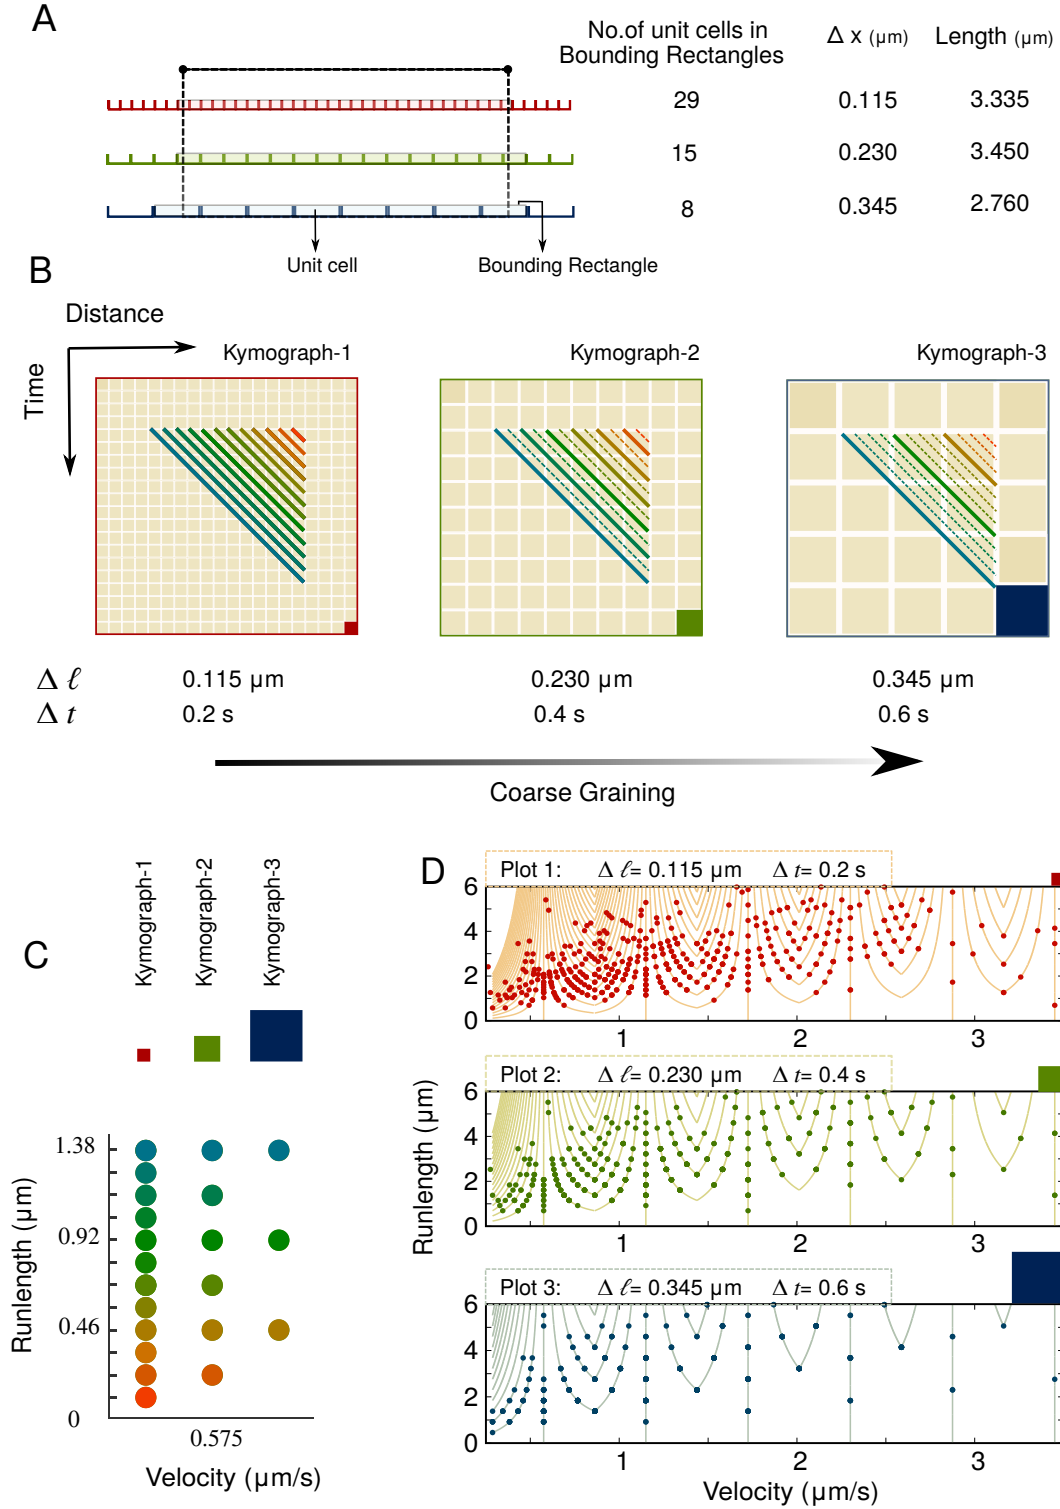 A
No.of unit cells in
Bounding Rectangles
Δ x (µm)
Length (µm)
29 0.115 3.335
15 0.230 3.450
8 0.345 2.760
Unit cell
Bounding Rectangle
B
Distance
Time
Kymograph-1
Kymograph-2
Kymograph-3
Δ ℓ 0.115 µm 0.230 µm 0.345 µm
Δ t 0.2 s 0.4 s 0.6 s
Coarse Graining
C
Kymograph-1
Kymograph-2
Kymograph-3
Runlength (µm)
1.38
0.92
0.46
0
0.575
Velocity (µm/s)
D
Plot 1: Δ ℓ= 0.115 µm Δ t= 0.2 s
6
4
2
0
1 2 3
Plot 2: Δ ℓ= 0.230 µm Δ t= 0.4 s
Runlength (µm)
6
4
2
0
1 2 3
Plot 3: Δ ℓ= 0.345 µm Δ t= 0.6 s
6
4
2
0
1 2 3
Velocity (µm/s)